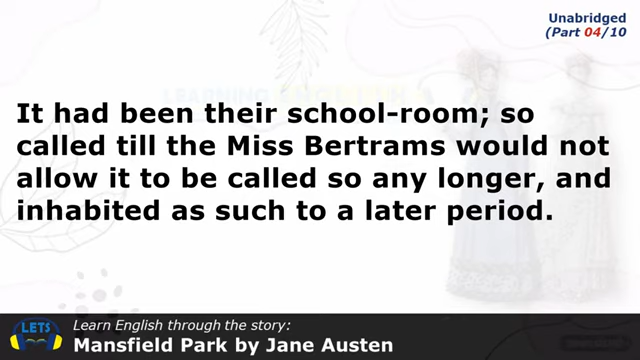 Unabridged
(Part 04/10
LEARNING ENGLISH
It had been their school-room; so
called till the Miss Bertrams would not
allow it to be called so any longer, and
inhabited as such to a later period.
LETS
Learn English through the story:
Mansfield Park by Jane Austen